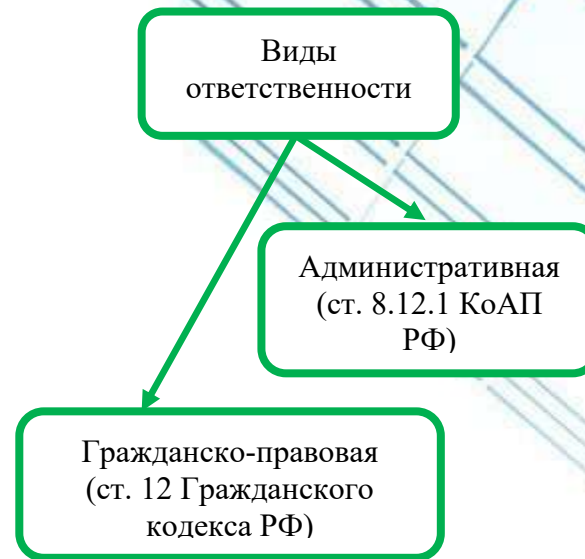 Виды
ответственности
Административная
(ст. 8.12.1 КоАП
РФ)
Гражданско-правовая
(ст. 12 Гражданского
кодекса РФ)